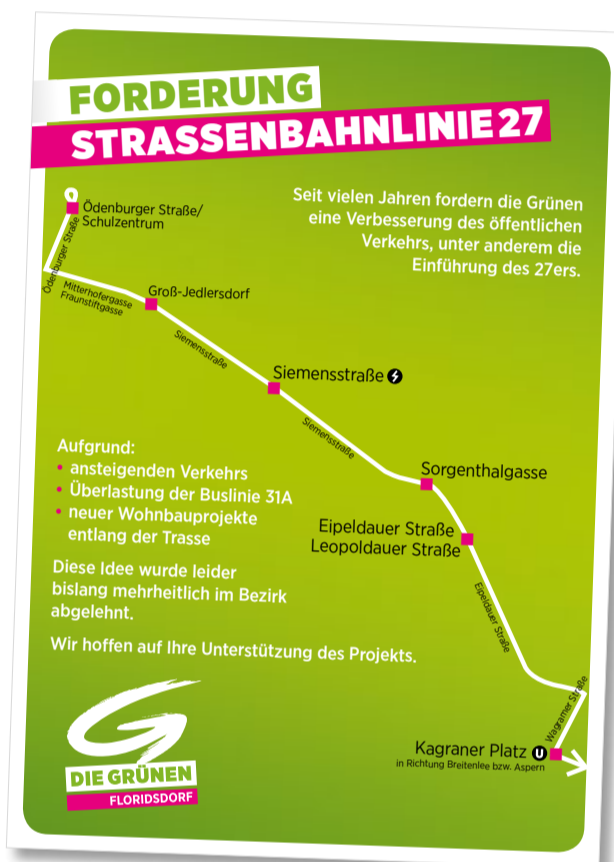 FORDERUNG
STRASSENBAHNLINIE 27
Seit vielen Jahren fordern die Grünen
eine Verbesserung des öffentlichen
Verkehrs, unter anderem die
Einführung des 27ers.
Ödenburger Straße/
Schulzentrum
Ödenburger Straße
Mitterhofergasse
Fraunstiftgasse
Groß-Jedlersdorf
Siemensstraße
Siemensstraße
Siemensstraße
Sorgenthalgasse
Eipeldauer Straße
Leopoldauer Straße
Eipeldauer Straße
Wagramer Straße
Kagraner Platz U
in Richtung Breitenlee bzw. Aspern
Aufgrund:
• ansteigenden Verkehrs
• Überlastung der Buslinie 31A
• neuer Wohnbauprojekte
entlang der Trasse
Diese Idee wurde leider
bislang mehrheitlich im Bezirk
abgelehnt.
Wir hoffen auf Ihre Unterstützung des Projekts.
G
DIE GRÜNEN
FLORIDSDORF